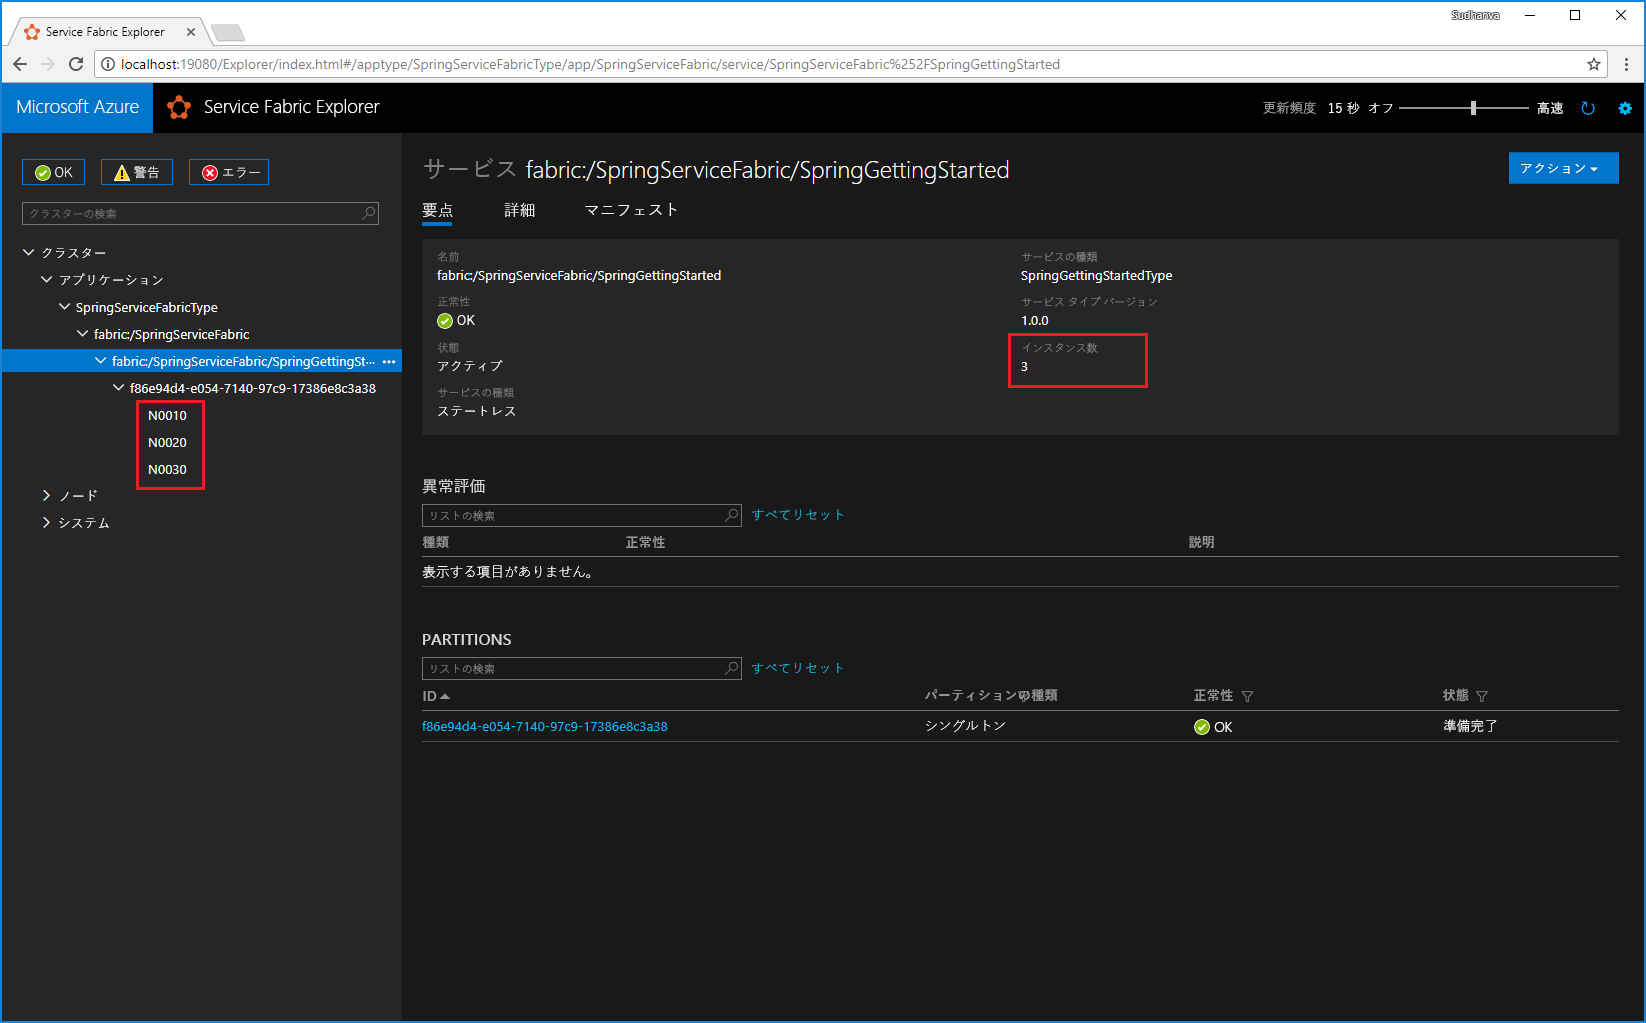 Sudhanva
Service Fabric Explorer
localhost:19080/Explorer/index.html#/apptype/SpringServiceFabricType/app/SpringServiceFabric/service/SpringServiceFabric%252FSpringGettingStarted
Microsoft Azure
Service Fabric Explorer
更新頻度 15 秒 オフ 高速
OK 警告 エラー
クラスターの検索
クラスター
アプリケーション
SpringServiceFabricType
fabric:/SpringServiceFabric
fabric:/SpringServiceFabric/SpringGettingSt...
f86e94d4-e054-7140-97c9-17386e8c3a38
N0010
N0020
N0030
ノード
システム
サービス fabric:/SpringServiceFabric/SpringGettingStarted
アクション
要点 詳細 マニフェスト
名前
fabric:/SpringServiceFabric/SpringGettingStarted
正常性
OK
状態
アクティブ
サービスの種類
ステートレス
サービスの種類
SpringGettingStartedType
サービス タイプ バージョン
1.0.0
インスタンス数
3
異常評価
リストの検索 すべてリセット
種類 正常性 説明
表示する項目がありません。
PARTITIONS
リストの検索 すべてリセット
ID パーティションの種類 正常性 状態
f86e94d4-e054-7140-97c9-17386e8c3a38 シングルトン OK 準備完了